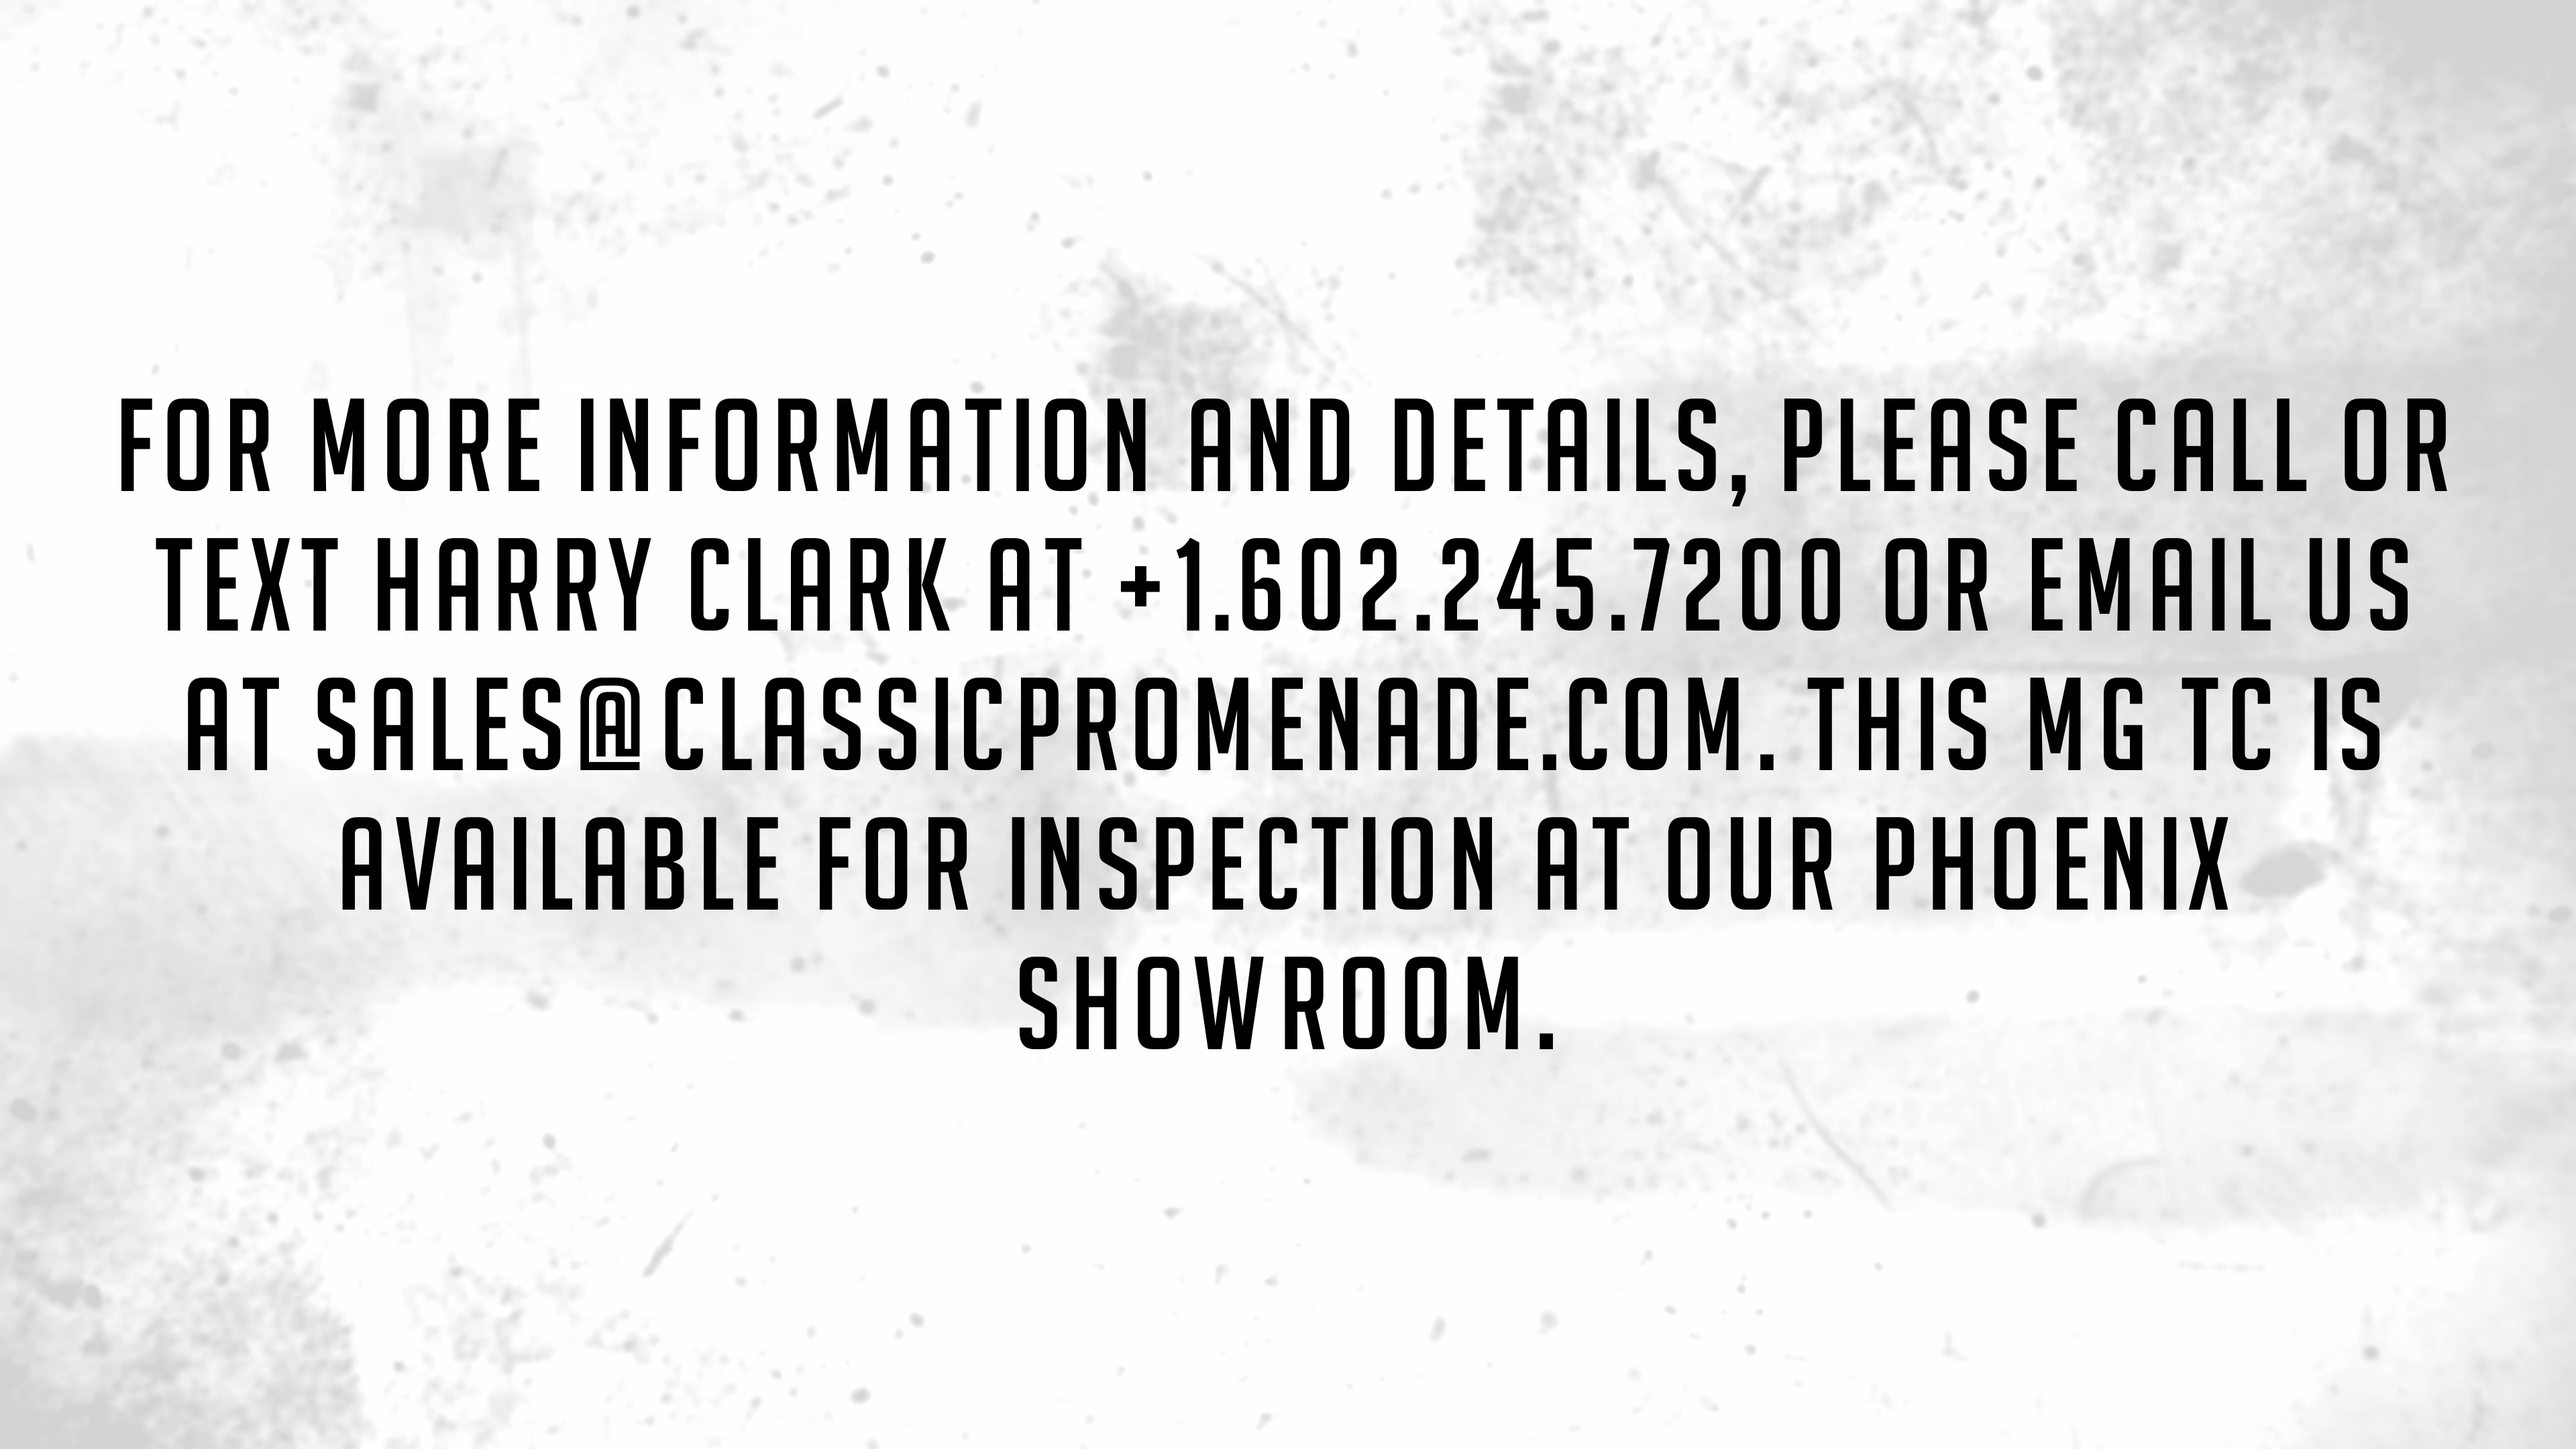 FOR MORE INFORMATION AND DETAILS, PLEASE CALL OR
TEXT HARRY CLARK AT +1.602.245.7200 OR EMAIL US
AT SALES@CLASSICPROMENADE.COM. THIS MG TC IS
AVAILABLE FOR INSPECTION AT OUR PHOENIX
SHOWROOM.